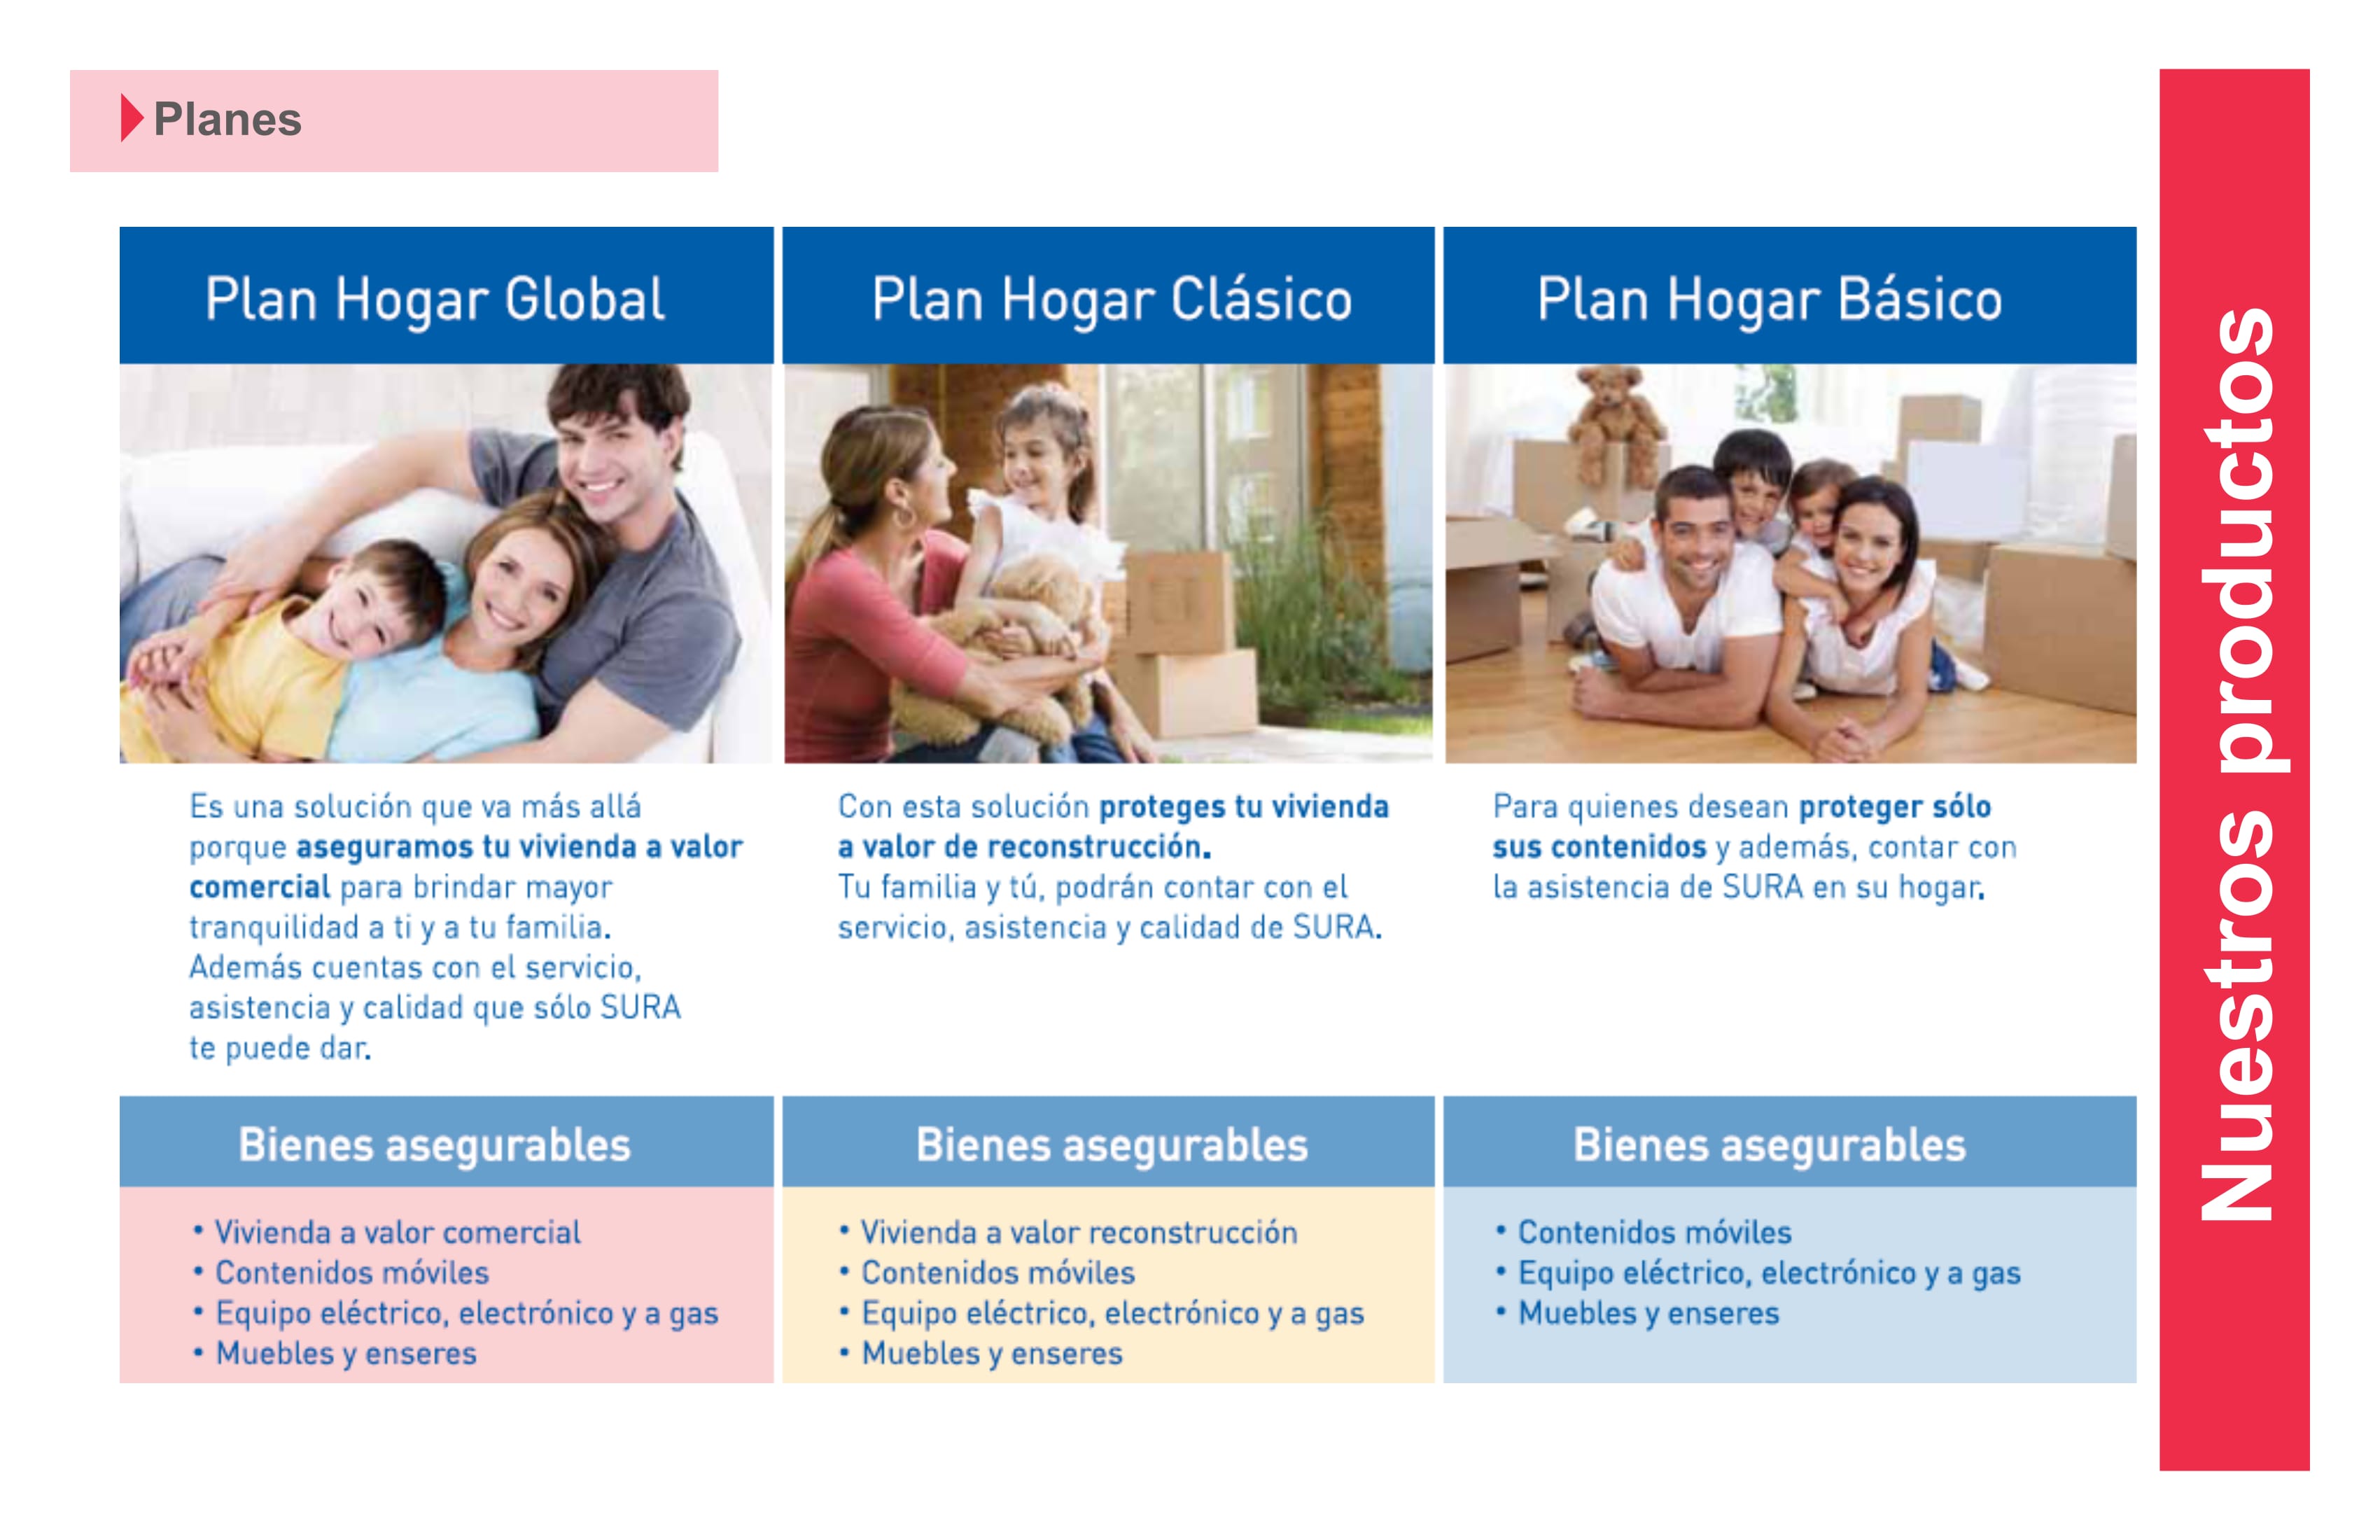 Planes
Nuestros productos
Plan Hogar Global
Es una solución que va más allá
porque aseguramos tu vivienda a valor
comercial para brindar mayor
tranquilidad a ti y a tu familia.
Además cuentas con el servicio,
asistencia y calidad que sólo SURA
te puede dar.
Bienes asegurables
• Vivienda a valor comercial
• Contenidos móviles
• Equipo eléctrico, electrónico y a gas
• Muebles y enseres
Plan Hogar Clásico
Con esta solución proteges tu vivienda
a valor de reconstrucción.
Tu familia y tú, podrán contar con el
servicio, asistencia y calidad de SURA.
Bienes asegurables
• Vivienda a valor reconstrucción
• Contenidos móviles
• Equipo eléctrico, electrónico y a gas
• Muebles y enseres
Plan Hogar Básico
Para quienes desean proteger sólo
sus contenidos y además, contar con
la asistencia de SURA en su hogar.
Bienes asegurables
• Contenidos móviles
• Equipo eléctrico, electrónico y a gas
• Muebles y enseres